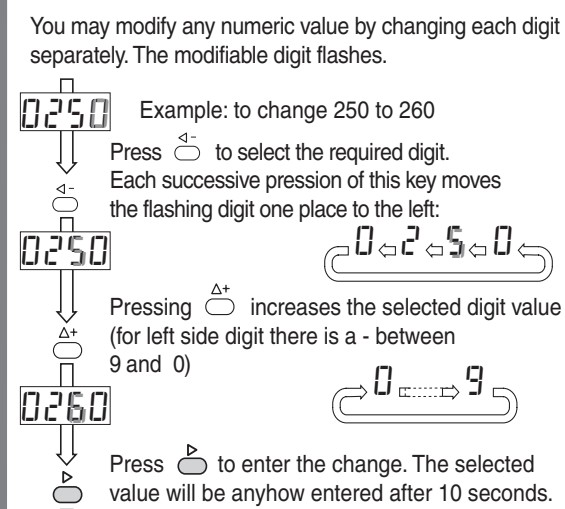 You may modify any numeric value by changing each digit
separately. The modifiable digit flashes.
0250
Example: to change 250 to 260
Press ◁- to select the required digit.
Each successive pression of this key moves
◁-
the flashing digit one place to the left:
0250
0 ⇦ 2 ⇦ 5 ⇦ 0
Pressing △+ increases the selected digit value
△+
(for left side digit there is a - between
9 and 0)
0260
0 ⇨ 9
Press ▷ to enter the change. The selected
▷
value will be anyhow entered after 10 seconds.